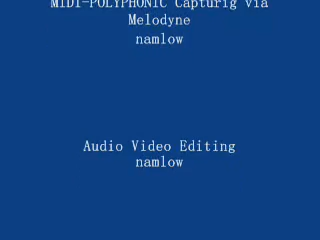 MIDI-POLYPHONIC Capturig via
Melodyne
namlow
Audio Video Editing
namlow